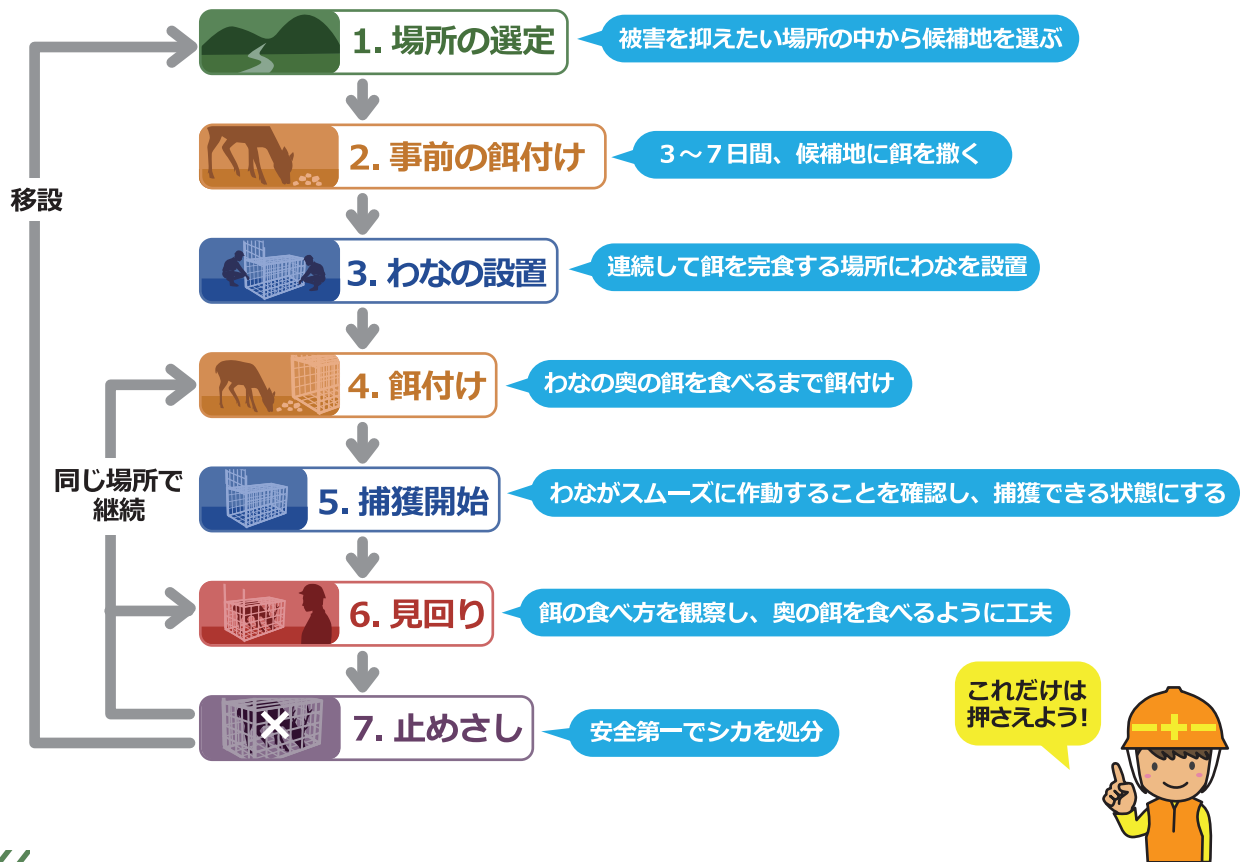 1. 場所の選定
被害を抑えたい場所の中から候補地を選ぶ
2. 事前の餌付け
3～7日間、候補地に餌を撒く
移設
3. わなの設置
連続して餌を完食する場所にわなを設置
4. 餌付け
わなの奥の餌を食べるまで餌付け
同じ場所で
継続
5. 捕獲開始
わながスムーズに作動することを確認し、捕獲できる状態にする
6. 見回り
餌の食べ方を観察し、奥の餌を食べるように工夫
7. 止めさし
安全第一でシカを処分
これだけは
押さえよう!